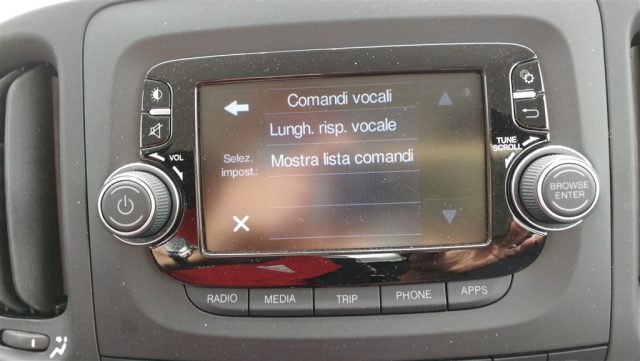 Comandi vocali
Lungh. risp. vocale
Selez.
impost.:
Mostra lista comandi
VOL
TUNE
SCROLL
BROWSE
ENTER
RADIO
MEDIA
TRIP
PHONE
APPS